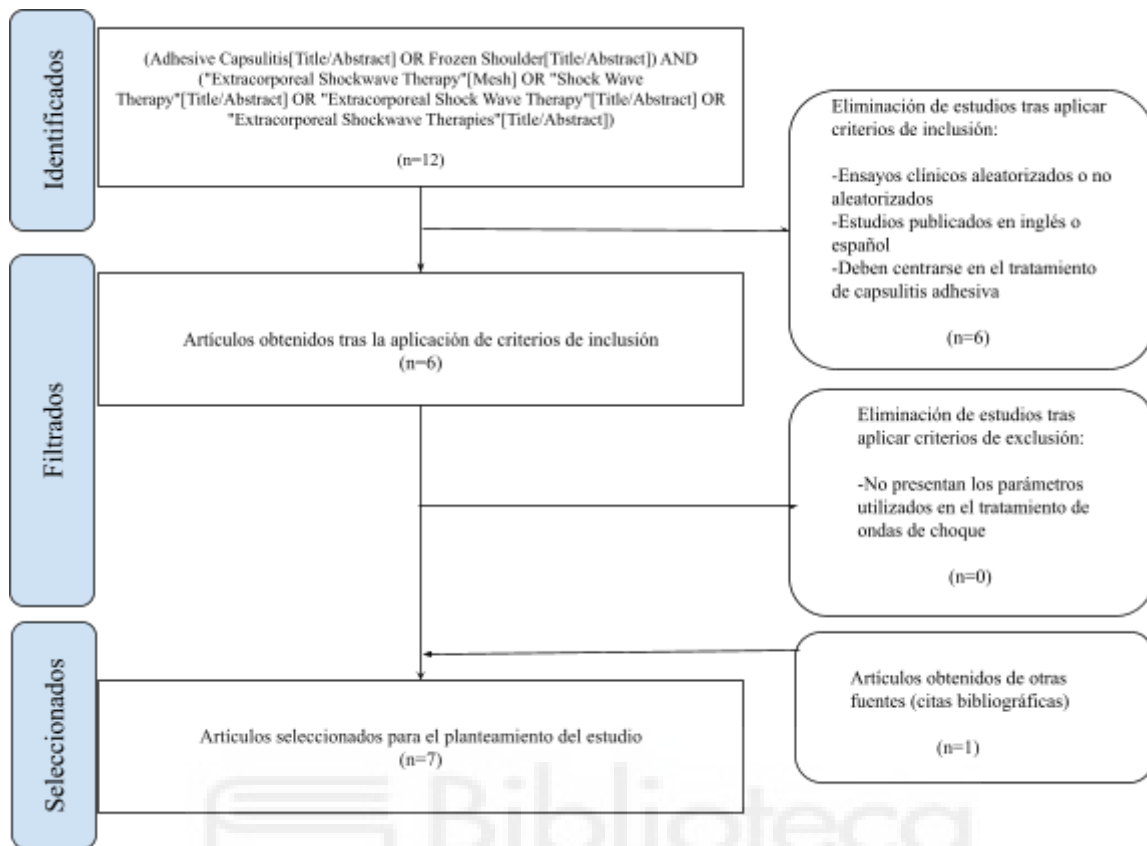 Identificados
(Adhesive Capsulitis[Title/Abstract] OR Frozen Shoulder[Title/Abstract]) AND
("Extracorporeal Shockwave Therapy"[Mesh] OR "Shock Wave
Therapy"[Title/Abstract] OR "Extracorporeal Shock Wave Therapy"[Title/Abstract] OR
"Extracorporeal Shockwave Therapies"[Title/Abstract])
(n=12)
Eliminación de estudios tras aplicar
criterios de inclusión:
-Ensayos clínicos aleatorizados o no
aleatorizados
-Estudios publicados en inglés o
español
-Deben centrarse en el tratamiento
de capsulitis adhesiva
(n=6)
Filtrados
Artículos obtenidos tras la aplicación de criterios de inclusión
(n=6)
Eliminación de estudios tras
aplicar criterios de exclusión:
-No presentan los parámetros
utilizados en el tratamiento de
ondas de choque
(n=0)
Seleccionados
Artículos seleccionados para el planteamiento del estudio
(n=7)
Artículos obtenidos de otras
fuentes (citas bibliográficas)
(n=1)
Biblioteca